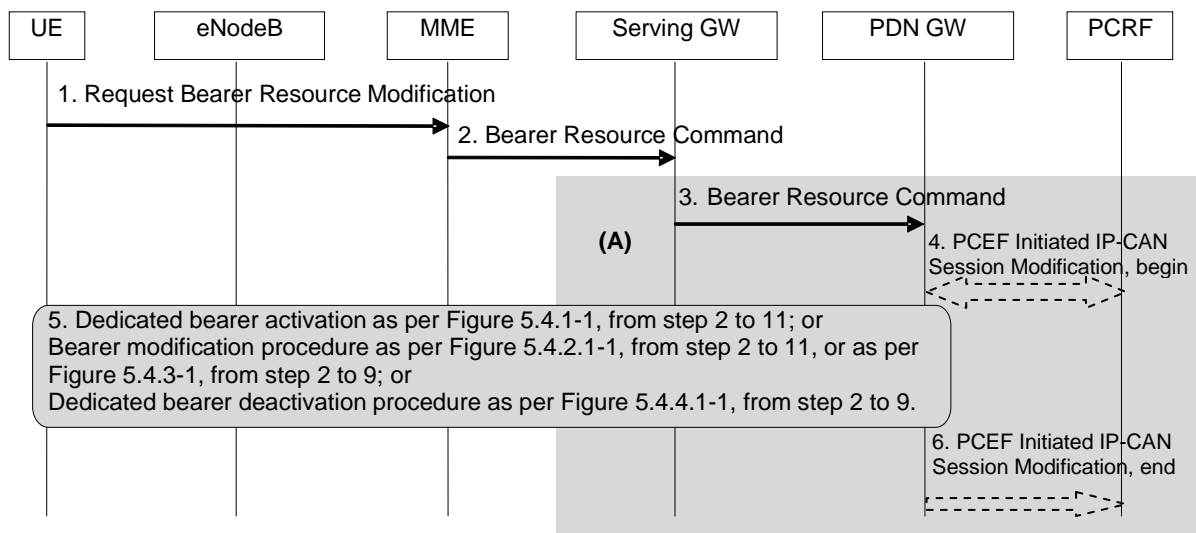 UE
eNodeB
MME
Serving GW
PDN GW
PCRF
1. Request Bearer Resource Modification
2. Bearer Resource Command
3. Bearer Resource Command
(A)
4. PCEF Initiated IP-CAN
Session Modification, begin
5. Dedicated bearer activation as per Figure 5.4.1-1, from step 2 to 11; or
Bearer modification procedure as per Figure 5.4.2.1-1, from step 2 to 11, or as per
Figure 5.4.3-1, from step 2 to 9; or
Dedicated bearer deactivation procedure as per Figure 5.4.4.1-1, from step 2 to 9.
6. PCEF Initiated IP-CAN
Session Modification, end